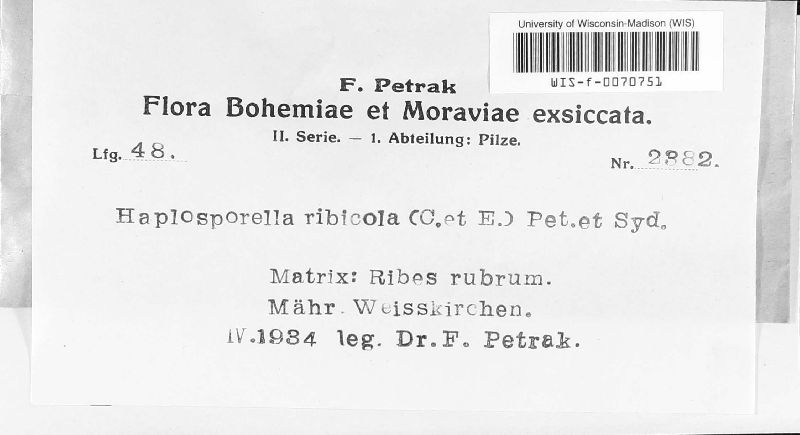 University of Wisconsin-Madison (WIS)
WIS-f-0070751
F. Petrak
Flora Bohemiae et Moraviae exsiccata.
II. Serie. — 1. Abteilung: Pilze.
Lfg. 48.
Nr. 2382.
Haplosporella ribicola (C.et E.) Pet.et Syd.
Matrix: Ribes rubrum.
Mähr. Weisskirchen.
IV.1934 leg. Dr.F. Petrak.